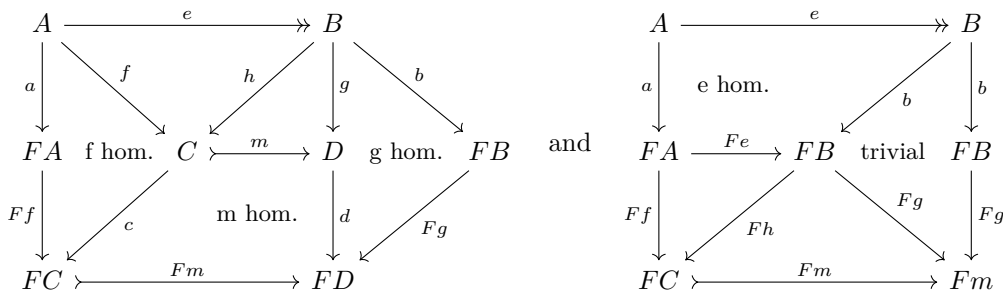 A e B A e B
a f h g b a e hom. b b
FA f hom. C m D g hom. FB and FA Fe FB trivial FB
Ff c m hom. d Fg Ff Fh Fg Fg
FC Fm FD FC Fm Fm